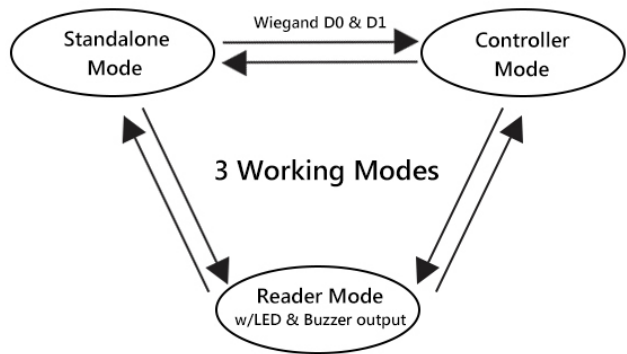 Standalone
Mode
Wiegand D0 & D1
Controller
Mode
3 Working Modes
Reader Mode
w/LED & Buzzer output